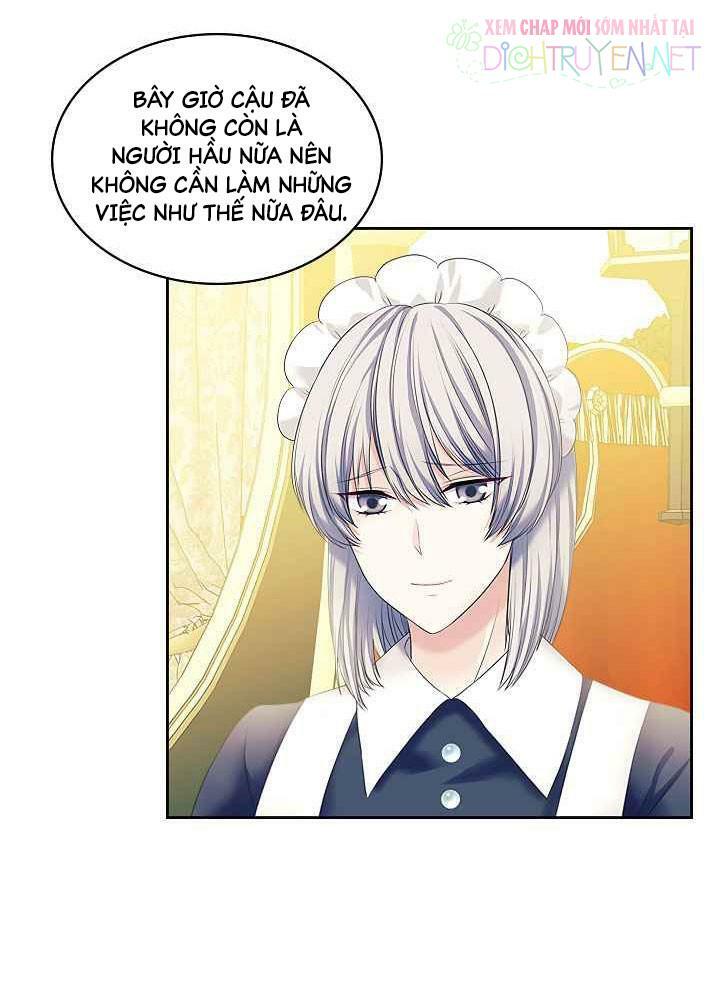 XEM CHAP MỚI SỚM NHẤT TẠI
DICHTRUYEN.NET
BÂY GIỜ CẬU ĐÃ
KHÔNG CÒN LÀ
NGƯỜI HẦU NỮA NÊN
KHÔNG CẦN LÀM NHỮNG
VIỆC NHƯ THẾ NỮA ĐÂU.